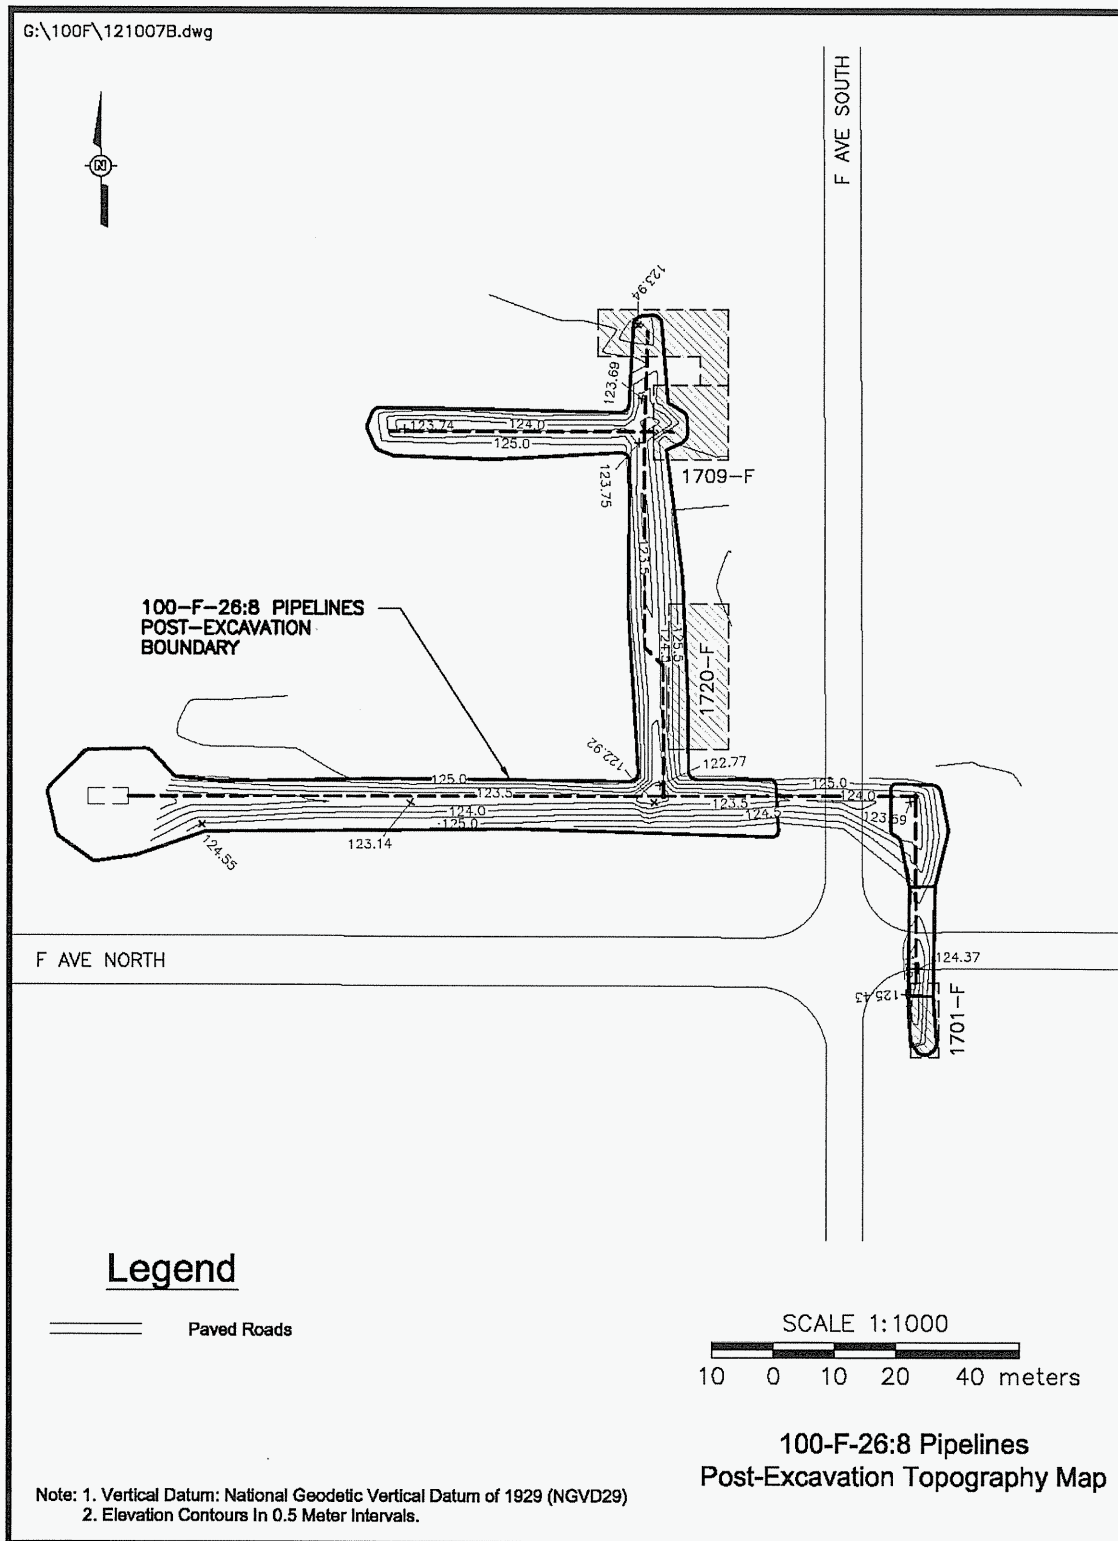 G:\100F\121007B.dwg
F AVE SOUTH
N
123.94
123.69
123.74
124.0
125.0
123.75
1709-F
123.5
100-F-26:8 PIPELINES
POST-EXCAVATION
BOUNDARY
125.5
1720-F
122.92
122.77
125.0
123.5
124.0
125.0
123.5
124.5
125.0
124.0
123.59
124.55
123.14
F AVE NORTH
124.37
125.43
1701-F
Legend
Paved Roads
SCALE 1:1000
10 0 10 20 40 meters
100-F-26:8 Pipelines
Post-Excavation Topography Map
Note: 1. Vertical Datum: National Geodetic Vertical Datum of 1929 (NGVD29)
2. Elevation Contours In 0.5 Meter Intervals.